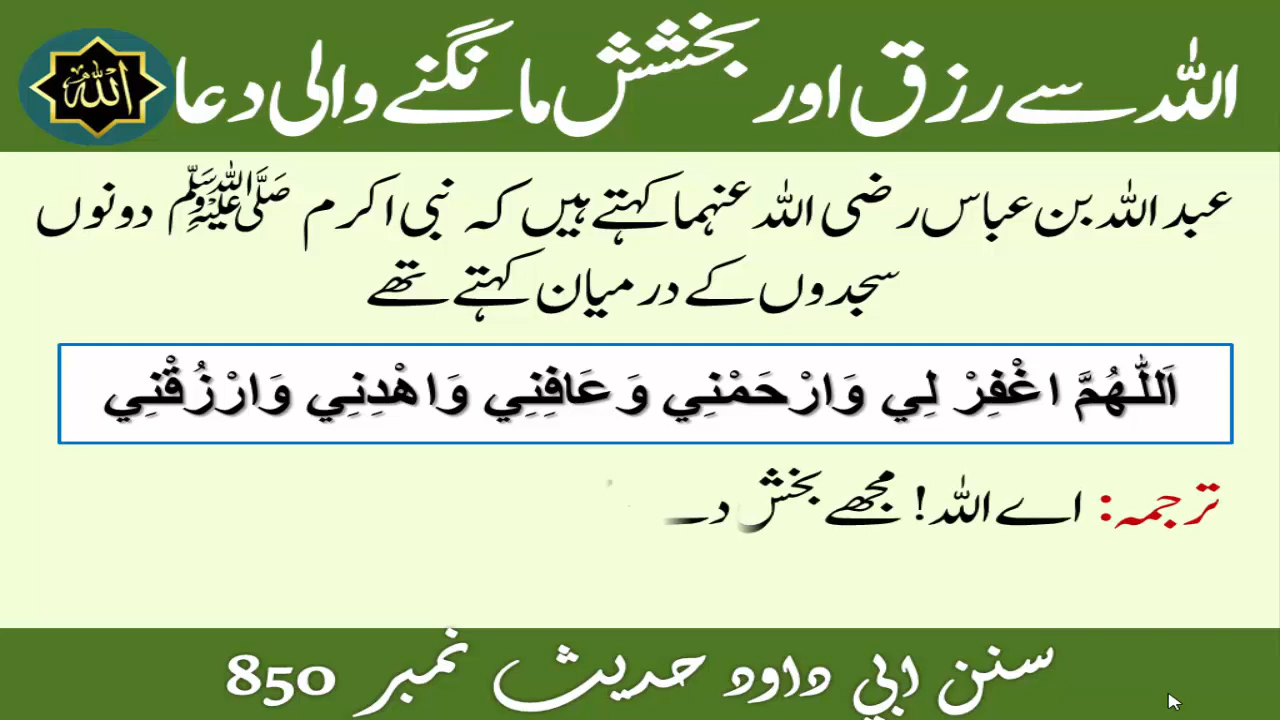 اللہ سے رزق اور بخشش مانگنے والی دعا
اللہ
عبد اللہ بن عباس رضی اللہ عنہما کہتے ہیں کہ نبی اکرم ﷺ دونوں
سجدوں کے درمیان کہتے تھے
اَللّٰهُمَّ اغْفِرْ لِي وَارْحَمْنِي وَعَافِنِي وَاهْدِنِي وَارْزُقْنِي
ترجمہ: اے اللہ! مجھے بخش
سنن ابي داود حديث نمبر 850